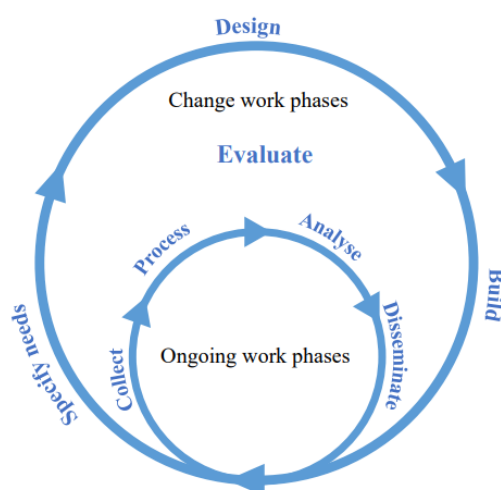 Design
Change work phases
Evaluate
Process
Analyse
Build
Specify needs
Collect
Ongoing work phases
Disseminate